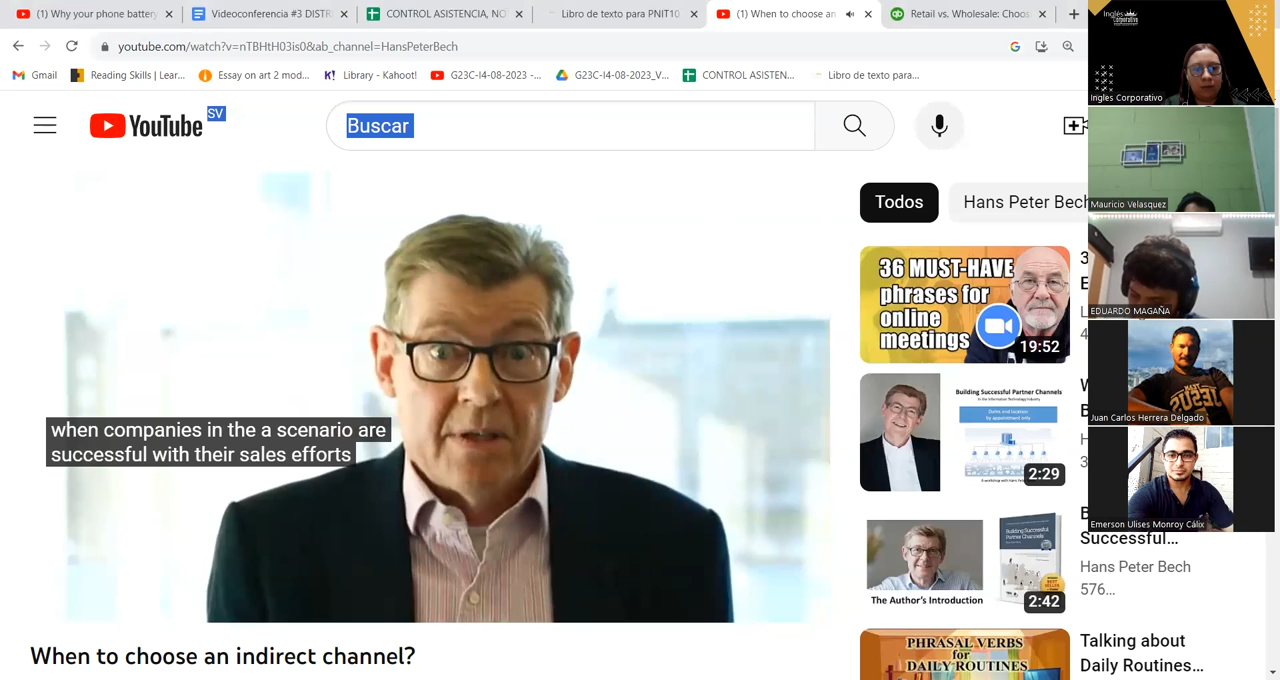 (1) Why your phone battery
Videoconferencia #3 DISTR
CONTROL ASISTENCIA, NO
Libro de texto para PNIT10
(1) When to choose an
Retail vs. Wholesale: Choos
youtube.com/watch?v=nTBHtH03is0&ab_channel=HansPeterBech
Gmail
Reading Skills | Lear...
Essay on art 2 mod...
Library - Kahoot!
G23C-I4-08-2023 -...
G23C-I4-08-2023_V...
CONTROL ASISTEN...
Libro de texto para...
YouTube
SV
Buscar
Todos
Hans Peter Bech
when companies in the a scenario are
successful with their sales efforts
When to choose an indirect channel?
36 MUST-HAVE
phrases for
online
meetings
19:52
Building Successful Partner Channels
2:29
Building Successful
Partner Channels
The Author's Introduction
2:42
Successful...
Hans Peter Bech
576...
PHRASAL VERBS
for
DAILY ROUTINES
Talking about
Daily Routines...
Inglés
Corporativo
Ingles Corporativo
Mauricio Velasquez
EDUARDO MAGAÑA
Juan Carlos Herrera Delgado
Emerson Ulises Monroy Cálix